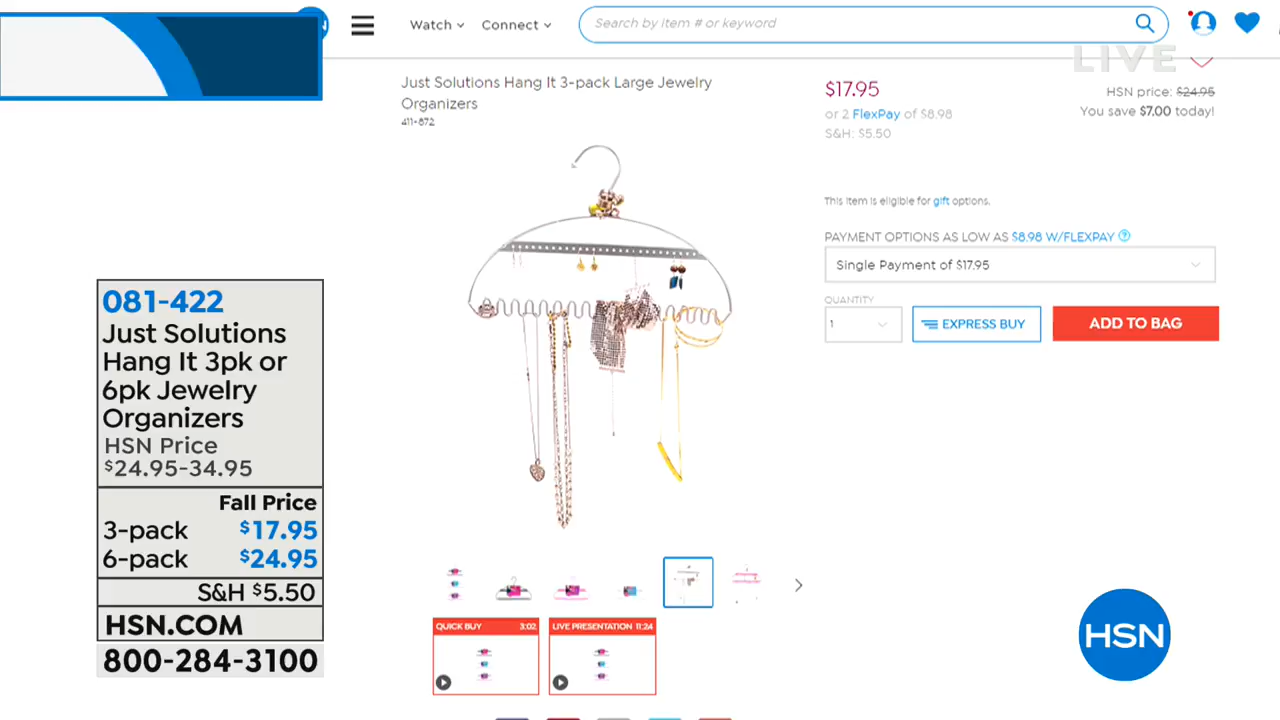 Watch
Connect
Search by item # or keyword
LIVE
Just Solutions Hang It 3-pack Large Jewelry
Organizers
411-872
$17.95
or 2 FlexPay of $8.98
S&H: $5.50
HSN price: $24.95
You save $7.00 today!
This item is eligible for gift options.
PAYMENT OPTIONS AS LOW AS $8.98 W/FLEXPAY ?
Single Payment of $17.95
QUANTITY
1
EXPRESS BUY
ADD TO BAG
081-422
Just Solutions
Hang It 3pk or
6pk Jewelry
Organizers
HSN Price
$24.95-34.95
Fall Price
3-pack $17.95
6-pack $24.95
S&H $5.50
HSN.COM
800-284-3100
QUICK BUY 3:02
LIVE PRESENTATION 11:24
HSN